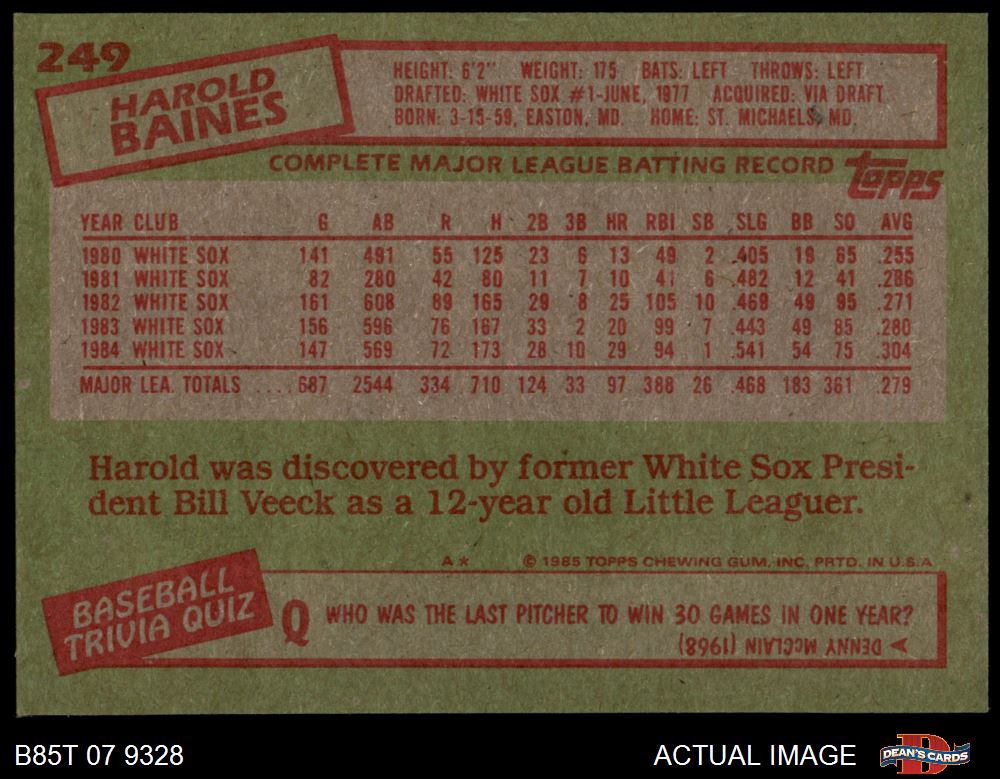 249
HAROLD
BAINES
HEIGHT: 6'2" WEIGHT: 175 BATS: LEFT THROWS: LEFT
DRAFTED: WHITE SOX #1-JUNE, 1977 ACQUIRED: VIA DRAFT
BORN: 3-15-59, EASTON, MD. HOME: ST. MICHAELS, MD.
COMPLETE MAJOR LEAGUE BATTING RECORD
topps
YEAR CLUB G AB R H 2B 3B HR RBI SB SLG BB SO AVG
1980 WHITE SOX 141 491 55 125 23 6 13 49 2 .405 19 65 .255
1981 WHITE SOX 82 280 42 80 11 7 10 41 6 .482 12 41 .286
1982 WHITE SOX 161 608 89 165 29 8 25 105 10 .469 49 95 .271
1983 WHITE SOX 156 596 76 167 33 2 20 99 7 .443 49 85 .280
1984 WHITE SOX 147 569 72 173 28 10 29 94 1 .541 54 75 .304
MAJOR LEA. TOTALS ....687 2544 334 710 124 33 97 388 26 .468 183 361 .279
Harold was discovered by former White Sox Presi-
dent Bill Veeck as a 12-year old Little Leaguer.
A* © 1985 TOPPS CHEWING GUM, INC. PRTD. IN U.S.A
BASEBALL
TRIVIA QUIZ
Q WHO WAS THE LAST PITCHER TO WIN 30 GAMES IN ONE YEAR?
DENNY McCLAIN (1968)
B85T 07 9328
ACTUAL IMAGE
D
DEAN'S CARDS